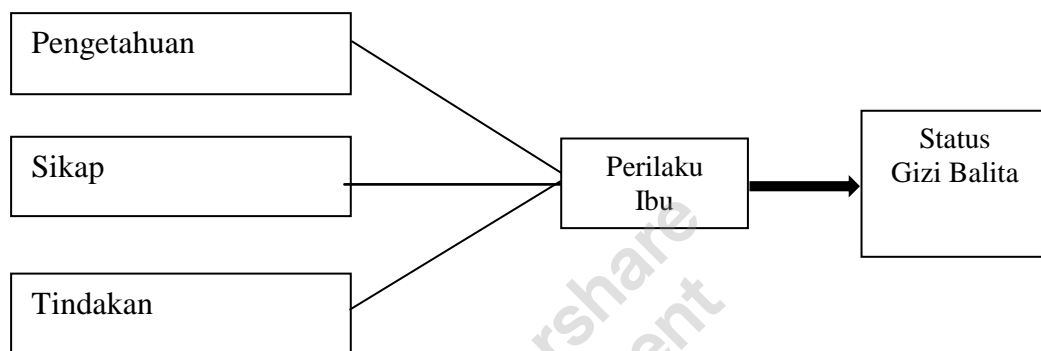 Pengetahuan
Sikap
Tindakan
Perilaku
Ibu
Status
Gizi Balita